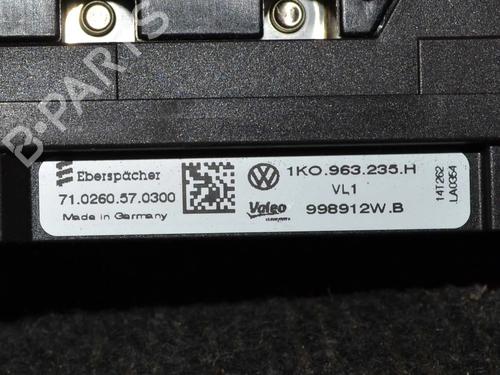 B-PARTS
Eberspächer
71.0260.57.0300
Made in Germany
1K0.963.235.H
VL1
Valeo
998912W.B
14T262
LA0354